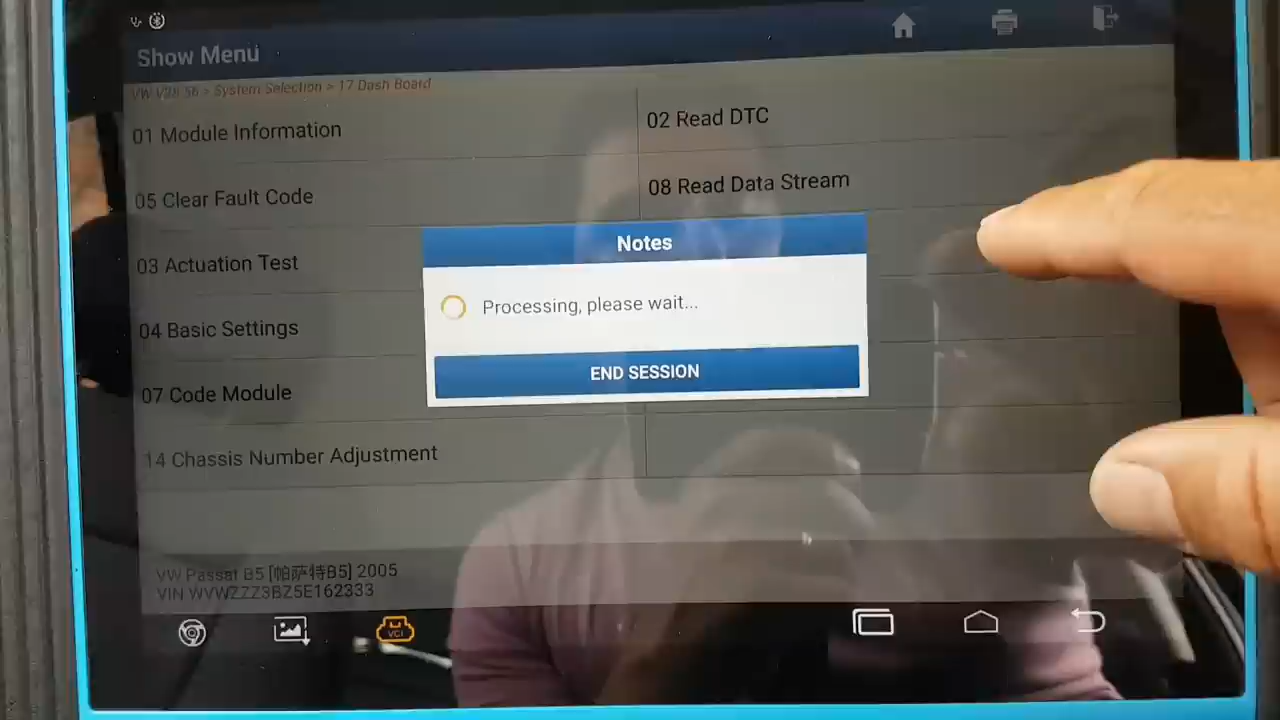 Show Menu
VW V28.56 > System Selection > 17 Dash Board
01 Module Information
02 Read DTC
05 Clear Fault Code
08 Read Data Stream
03 Actuation Test
04 Basic Settings
07 Code Module
14 Chassis Number Adjustment
Notes
Processing, please wait...
END SESSION
VW Passat B5 [帕萨特B5] 2005
VIN WVWZZZ3BZ5E162333
VCI